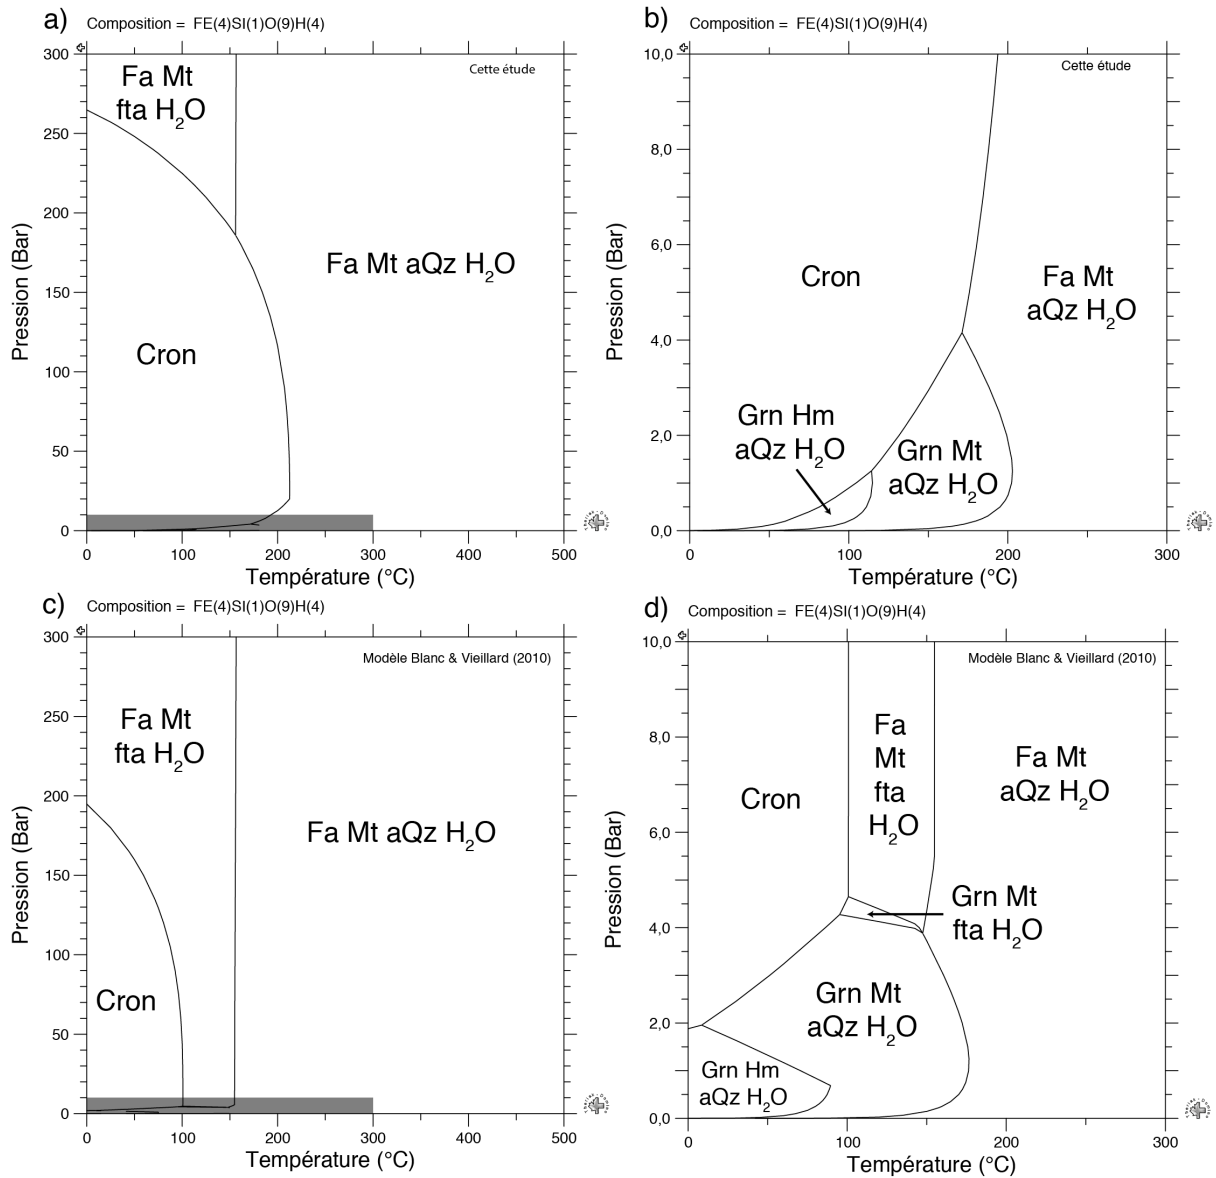 a)
Composition = FE(4)SI(1)O(9)H(4)
300
250
200
150
100
50
0
Pression (Bar)
Fa Mt
fta H2O
Cette étude
Fa Mt aQz H2O
Cron
0 100 200 300 400 500
Température (°C)
b)
Composition = FE(4)SI(1)O(9)H(4)
10,0
8,0
6,0
4,0
2,0
0,0
Pression (Bar)
Cette étude
Cron
Fa Mt
aQz H2O
Grn Hm
aQz H2O
Grn Mt
aQz H2O
0 100 200 300
Température (°C)
c)
Composition = FE(4)SI(1)O(9)H(4)
300
250
200
150
100
50
0
Pression (Bar)
Modèle Blanc & Vieillard (2010)
Fa Mt
fta H2O
Fa Mt aQz H2O
Cron
0 100 200 300 400 500
Température (°C)
d)
Composition = FE(4)SI(1)O(9)H(4)
10,0
8,0
6,0
4,0
2,0
0,0
Pression (Bar)
Modèle Blanc & Vieillard (2010)
Cron
Fa
Mt
fta
H2O
Fa Mt
aQz H2O
Grn Mt
fta H2O
Grn Mt
aQz H2O
Grn Hm
aQz H2O
0 100 200 300
Température (°C)